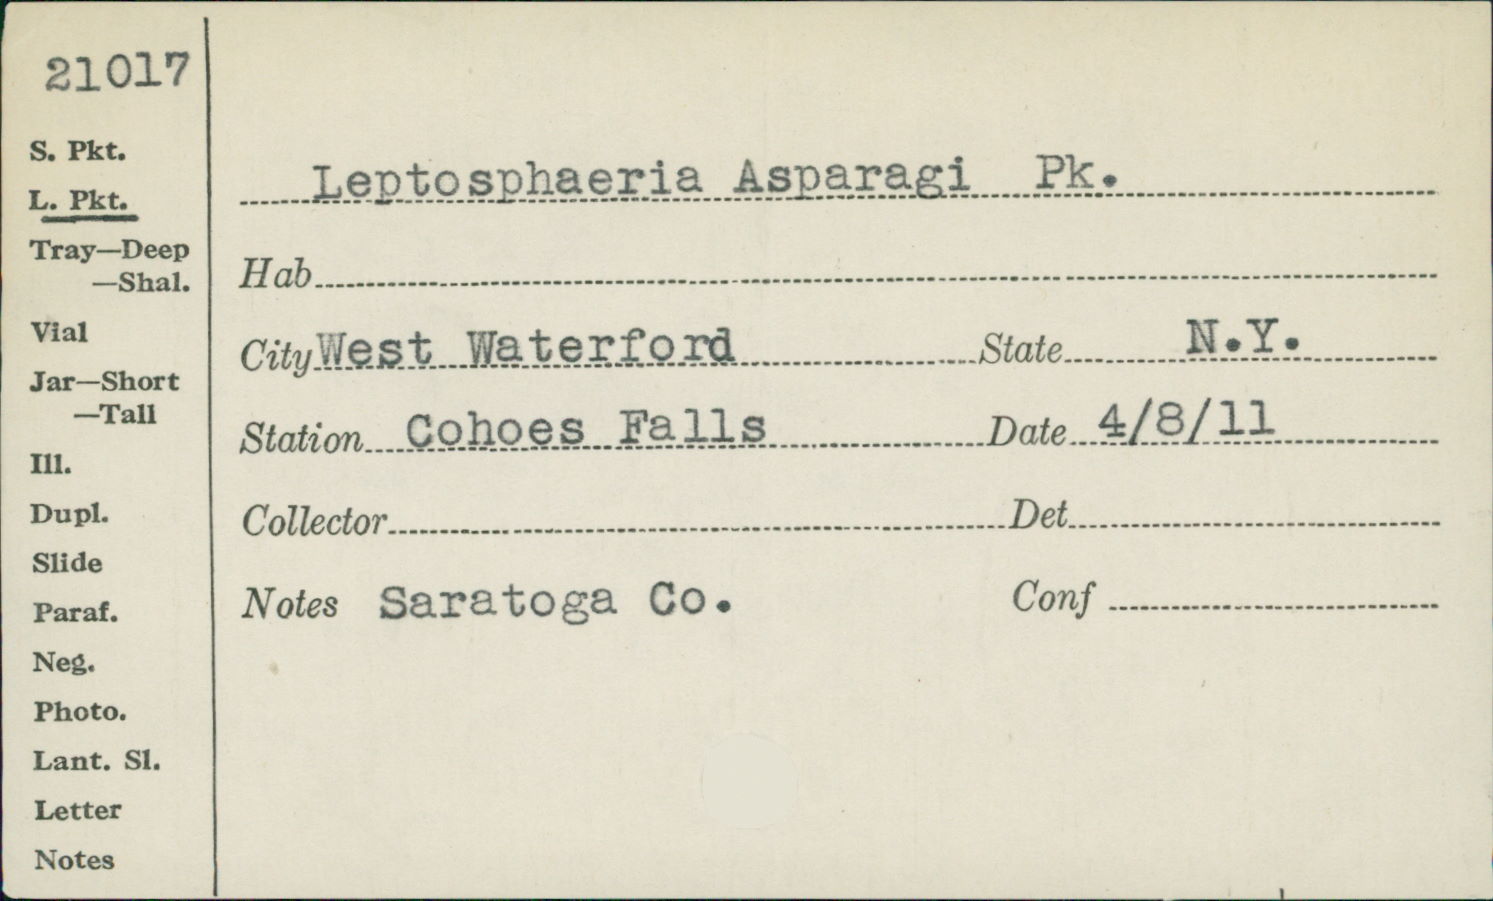 21017
S. Pkt.
L. Pkt.
Tray—Deep
—Shal.
Vial
Jar—Short
—Tall
Ill.
Dupl.
Slide
Paraf.
Neg.
Photo.
Lant. Sl.
Letter
Notes
Leptosphaeria Asparagi Pk.
Hab
City West Waterford State N.Y.
Station Cohoes Falls Date 4/8/11
Collector Det
Notes Saratoga Co. Conf